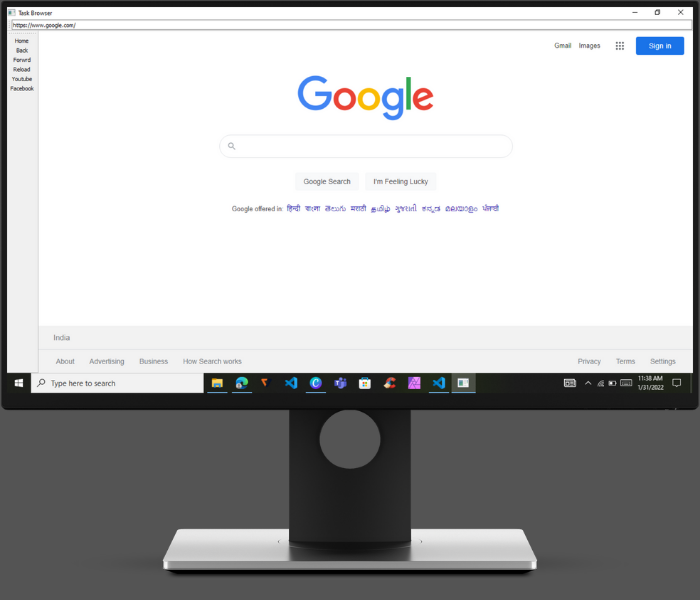 Task Browser
https://www.google.com/
Home
Back
Forwrd
Reload
Youtube
Facebook
Gmail Images
Sign in
Google
Google Search I'm Feeling Lucky
Google offered in: हिन्दी বাংলা తెలుగు मराठी தமிழ் ગુજરાતી ಕನ್ನಡ മലയാളം ਪੰਜਾਬੀ
India
About Advertising Business How Search works
Privacy Terms Settings
Type here to search
11:38 AM
1/31/2022